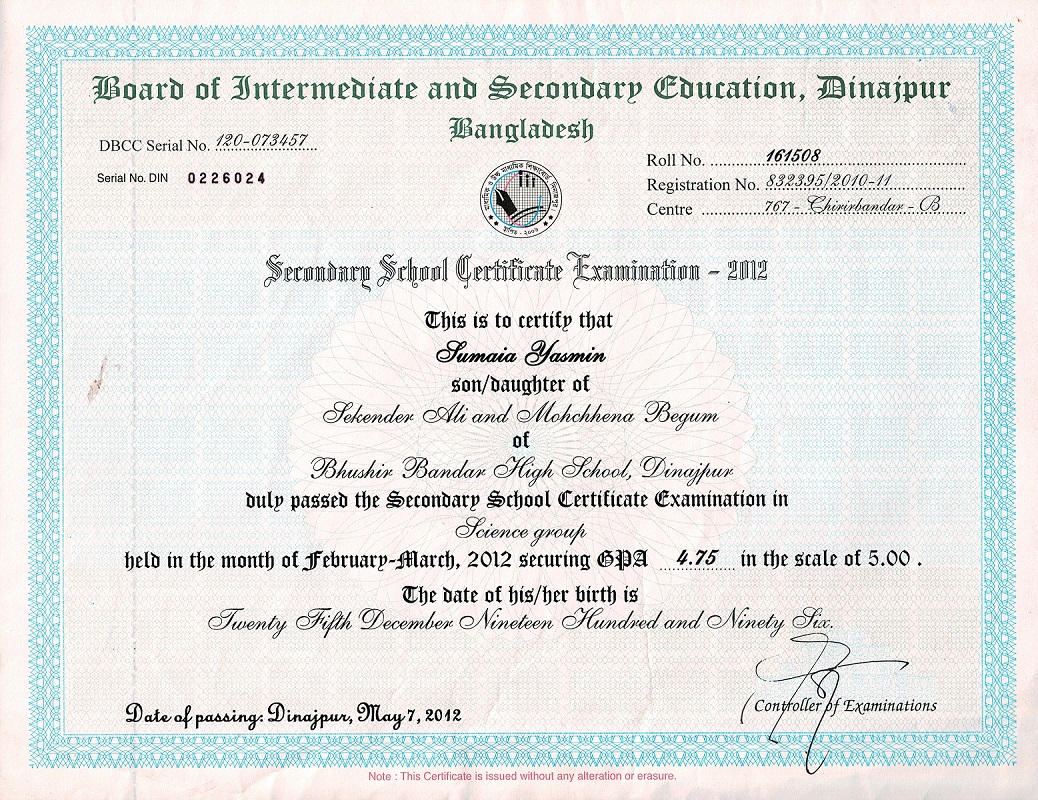 Board of Intermediate and Secondary Education, Dinajpur
Bangladesh
DBCC Serial No. 120-073457
Serial No. DIN 0226024
Roll No. 161508
Registration No. 832395/2010-11
Centre 767 - Chirirbandar - B
মাধ্যমিক ও উচ্চ মাধ্যমিক শিক্ষাবোর্ড, দিনাজপুর
স্থাপিত - ২০০৬
Secondary School Certificate Examination - 2012
This is to certify that
Sumaia Yasmin
son/daughter of
Sekender Ali and Mohchhena Begum
of
Bhushir Bandar High School, Dinajpur
duly passed the Secondary School Certificate Examination in
Science group
held in the month of February-March, 2012 securing GPA 4.75 in the scale of 5.00 .
The date of his/her birth is
Twenty Fifth December Nineteen Hundred and Ninety Six.
Date of passing: Dinajpur, May 7, 2012
Controller of Examinations
Note : This Certificate is issued without any alteration or erasure.